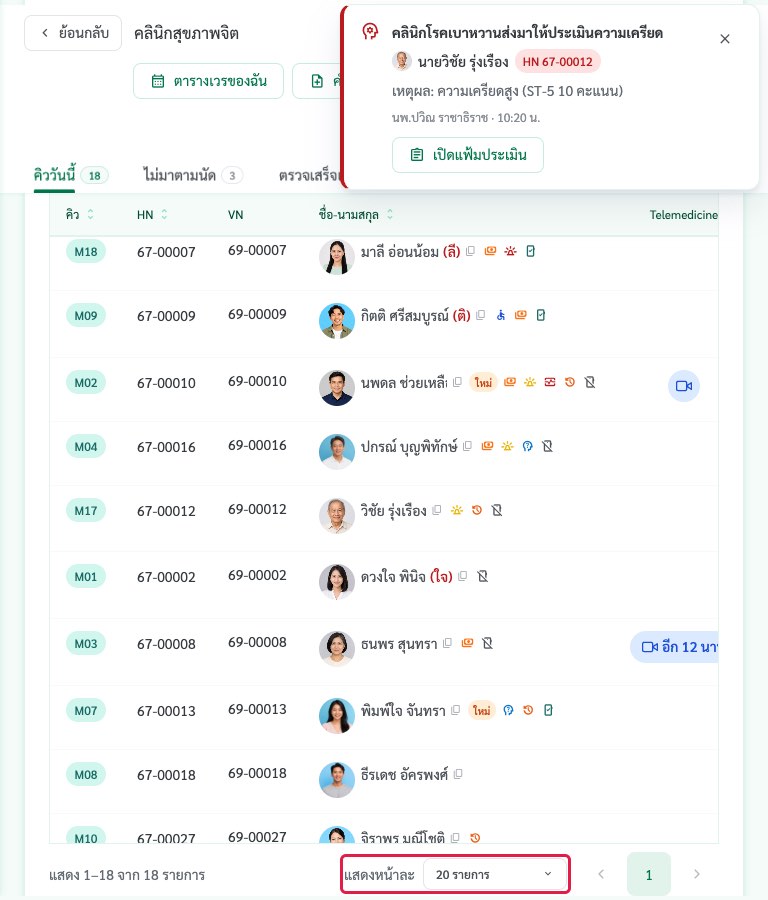 ย้อนกลับ
คลินิกสุขภาพจิต
คลินิกโรคเบาหวานส่งมาให้ประเมินความเครียด
นายวิชัย รุ่งเรือง HN 67-00012
เหตุผล: ความเครียดสูง (ST-5 10 คะแนน)
นพ.ปวิณ ราชาธิราช · 10:20 น.
เปิดแฟ้มประเมิน
ตารางเวรของฉัน
คิววันนี้ 18 ไม่มาตามนัด 3 ตรวจเสร็จ
คิว HN VN ชื่อ-นามสกุล Telemedicine
M18 67-00007 69-00007 มาลี อ่อนน้อม (ลี)
M09 67-00009 69-00009 กิตติ ศรีสมบูรณ์ (ติ)
M02 67-00010 69-00010 นพดล ช่วยเหลื ใหม่
M04 67-00016 69-00016 ปกรณ์ บุญพิทักษ์
M17 67-00012 69-00012 วิชัย รุ่งเรือง
M01 67-00002 69-00002 ดวงใจ พินิจ (ใจ)
M03 67-00008 69-00008 ธนพร สุนทรา อีก 12 นา
M07 67-00013 69-00013 พิมพ์ใจ จันทรา ใหม่
M08 67-00018 69-00018 ธีรเดช อัครพงศ์
M10 67-00027 69-00027 จิราพร มณีโชติ
แสดง 1–18 จาก 18 รายการ แสดงหน้าละ 20 รายการ 1